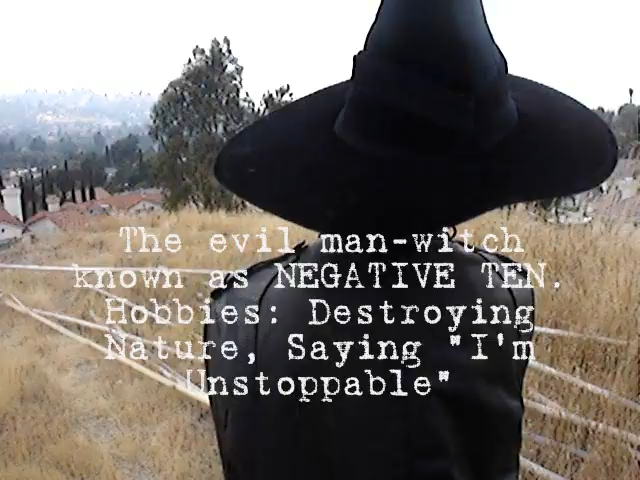 The evil man-witch
known as NEGATIVE TEN.
Hobbies: Destroying
Nature, Saying "I'm
Unstoppable"